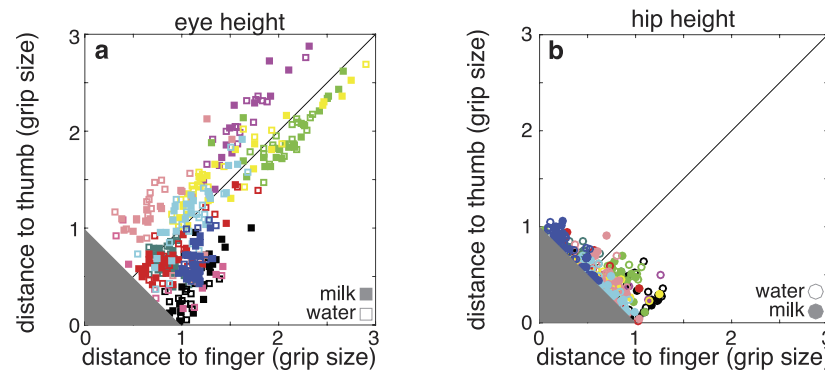 eye height
a
3
2
1
0
0
1
2
3
distance to thumb (grip size)
distance to finger (grip size)
milk
water
hip height
b
3
2
1
0
0
1
2
3
distance to thumb (grip size)
distance to finger (grip size)
water
milk